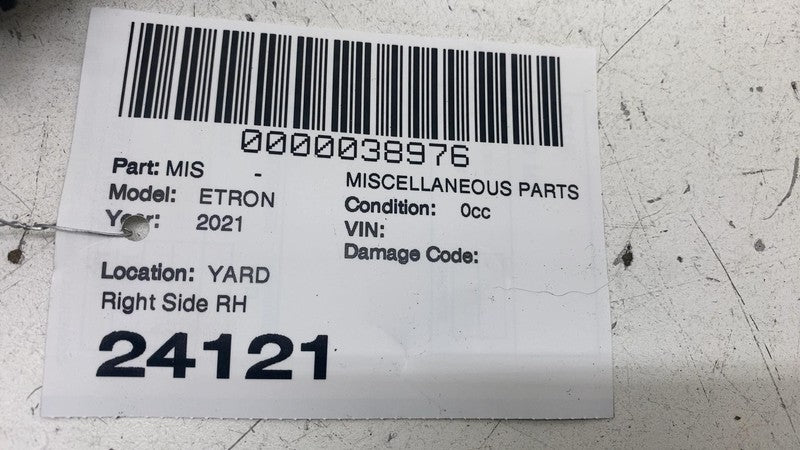 0000038976
Part: MIS -
MISCELLANEOUS PARTS
Model: ETRON
Condition: 0cc
Year: 2021
VIN:
Damage Code:
Location: YARD
Right Side RH
24121